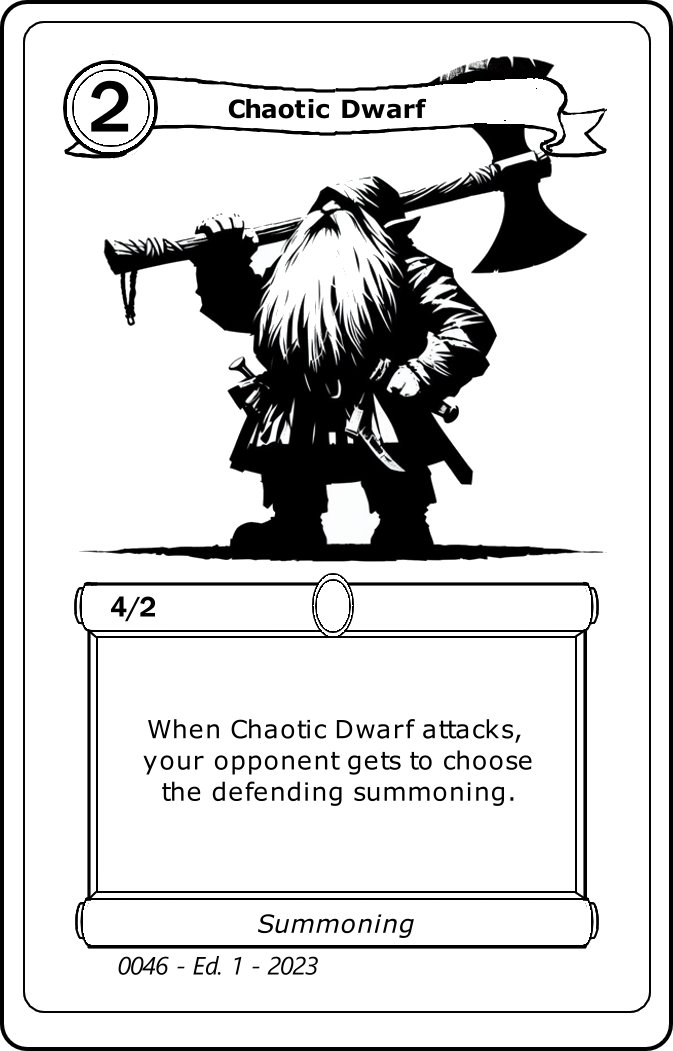 2
Chaotic Dwarf
4/2
When Chaotic Dwarf attacks,
your opponent gets to choose
the defending summoning.
Summoning
0046 - Ed. 1 - 2023